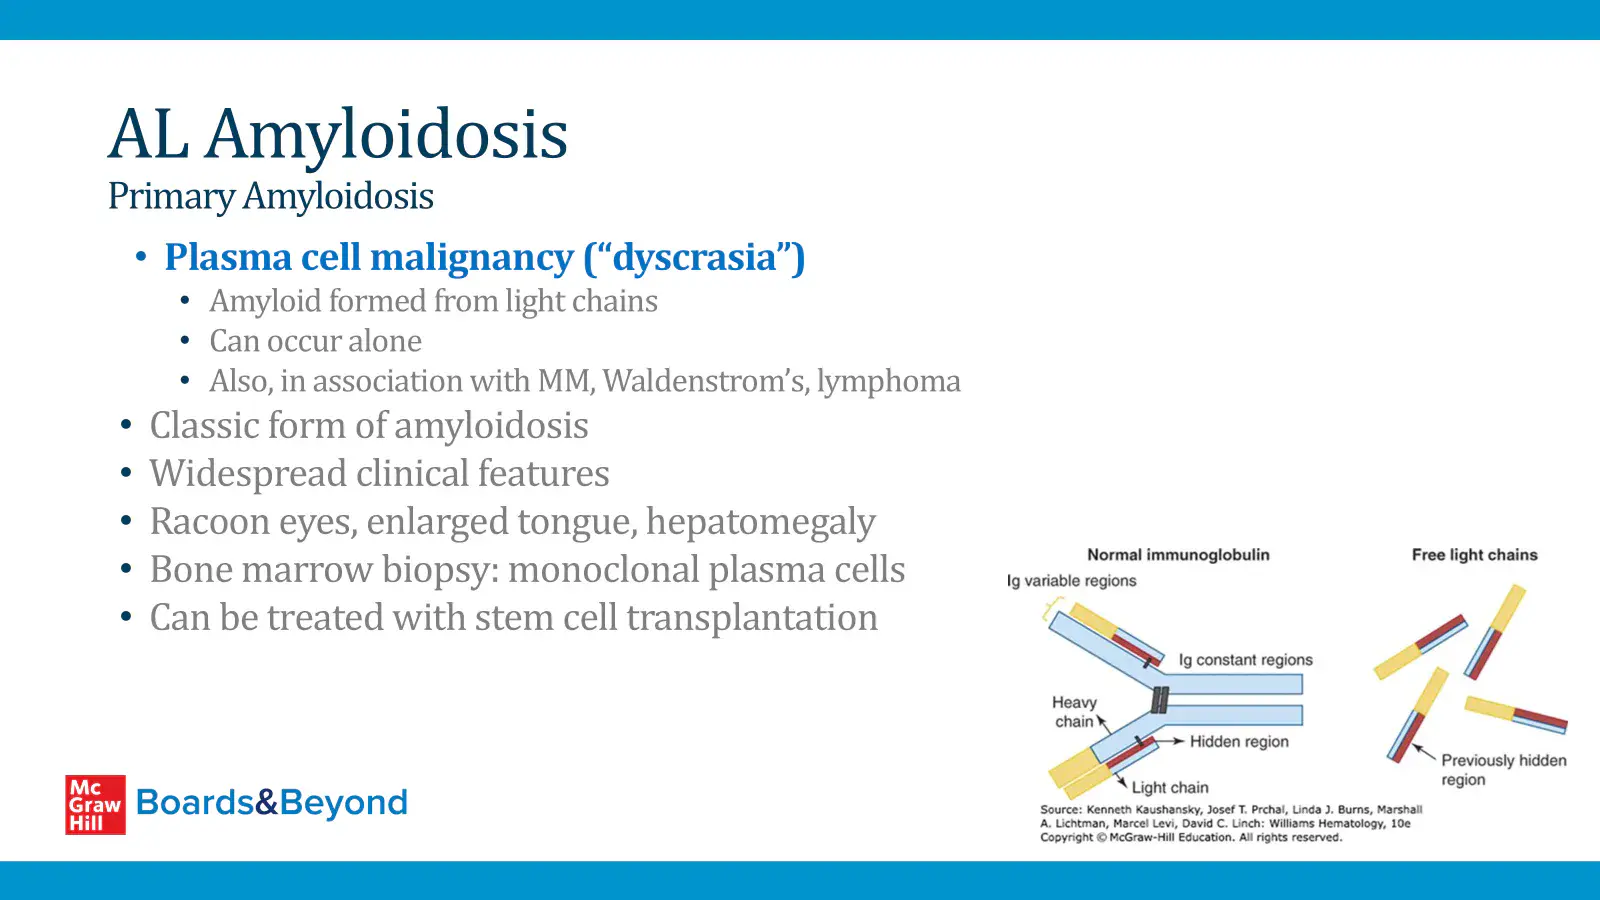 AL Amyloidosis
Primary Amyloidosis
• Plasma cell malignancy (“dyscrasia”)
• Amyloid formed from light chains
• Can occur alone
• Also, in association with MM, Waldenstrom’s, lymphoma
• Classic form of amyloidosis
• Widespread clinical features
• Racoon eyes, enlarged tongue, hepatomegaly
• Bone marrow biopsy: monoclonal plasma cells
• Can be treated with stem cell transplantation
Normal immunoglobulin
Ig variable regions
Ig constant regions
Heavy
chain
Hidden region
Light chain
Free light chains
Previously hidden
region
Source: Kenneth Kaushansky, Josef T. Prchal, Linda J. Burns, Marshall
A. Lichtman, Marcel Levi, David C. Linch: Williams Hematology, 10e
Copyright © McGraw-Hill Education. All rights reserved.
Mc
Graw
Hill
Boards&Beyond